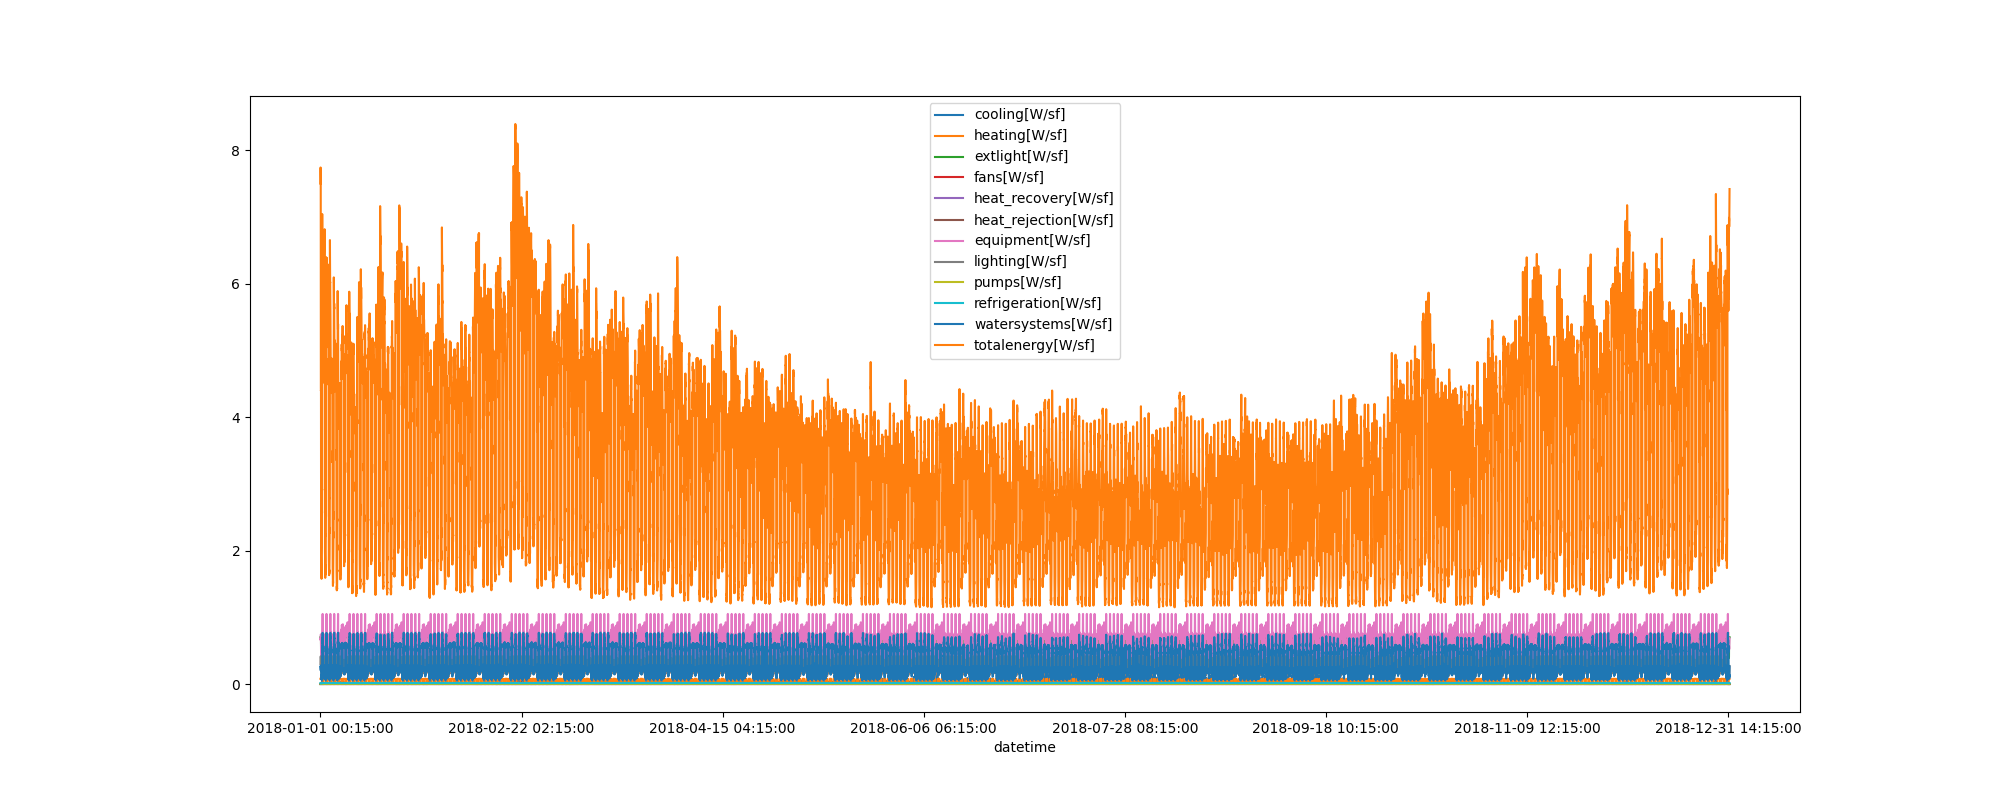 cooling[W/sf]
heating[W/sf]
extlight[W/sf]
fans[W/sf]
heat_recovery[W/sf]
heat_rejection[W/sf]
equipment[W/sf]
lighting[W/sf]
pumps[W/sf]
refrigeration[W/sf]
watersystems[W/sf]
totalenergy[W/sf]
8
6
4
2
0
2018-01-01 00:15:00 2018-02-22 02:15:00 2018-04-15 04:15:00 2018-06-06 06:15:00 2018-07-28 08:15:00 2018-09-18 10:15:00 2018-11-09 12:15:00 2018-12-31 14:15:00
datetime